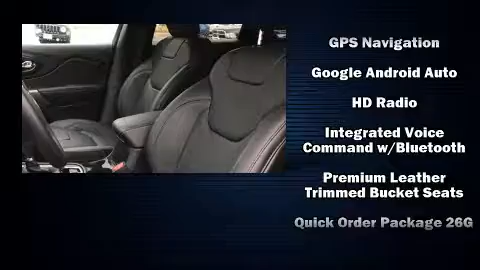 GPS Navigation
Google Android Auto
HD Radio
Integrated Voice
Command w/Bluetooth
Premium Leather
Trimmed Bucket Seats
Quick Order Package 26G